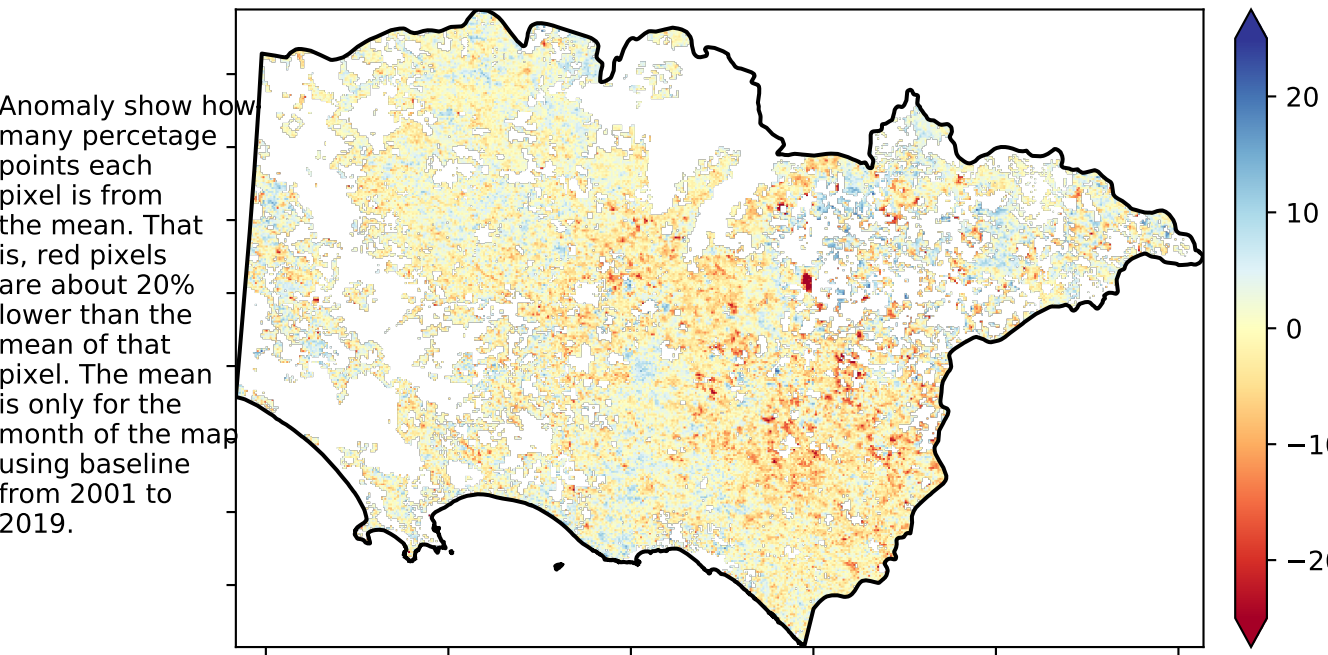 Anomaly show how
many percetage
points each
pixel is from
the mean. That
is, red pixels
are about 20%
lower than the
mean of that
pixel. The mean
is only for the
month of the map
using baseline
from 2001 to
2019.
20
10
0
−10
−20